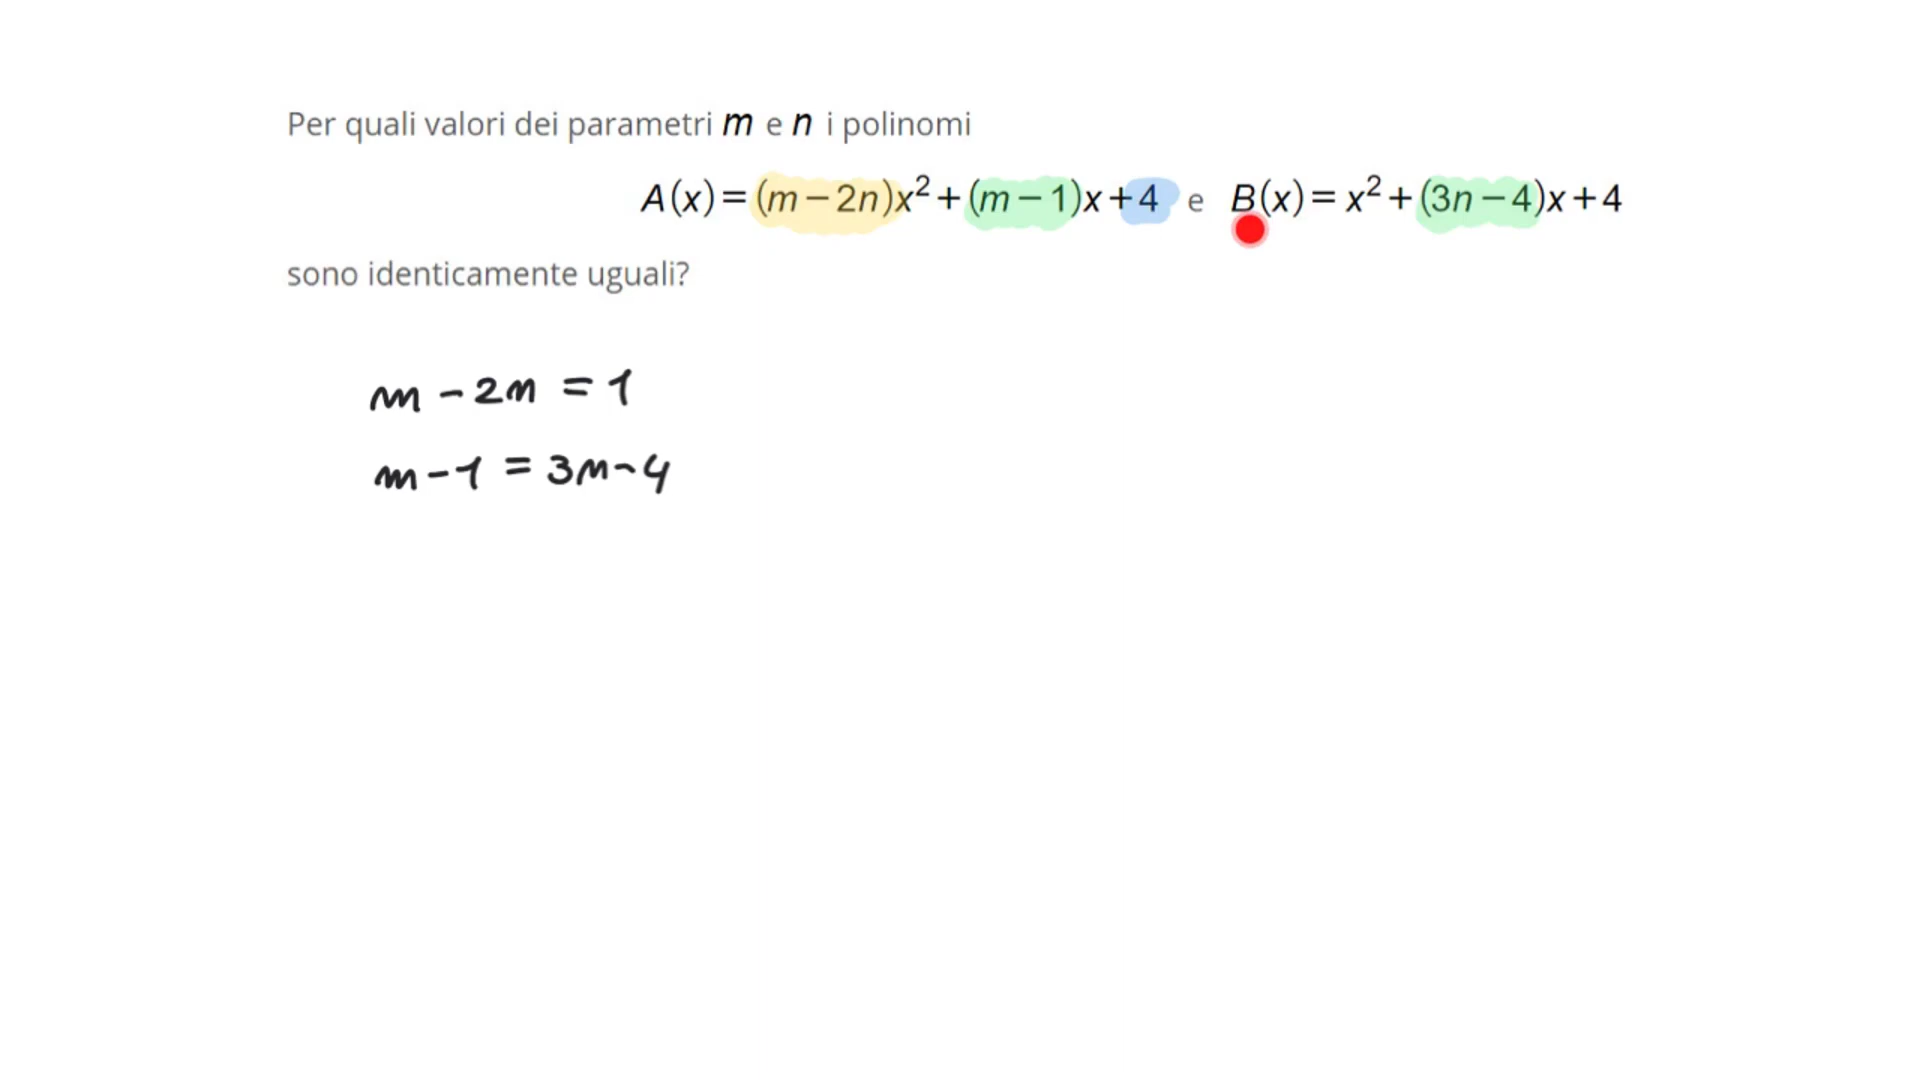 Per quali valori dei parametri m e n i polinomi
A(x)=(m−2n)x²+(m−1)x+4 e B(x)=x²+(3n−4)x+4
sono identicamente uguali?
m - 2n = 1
m - 1 = 3n - 4